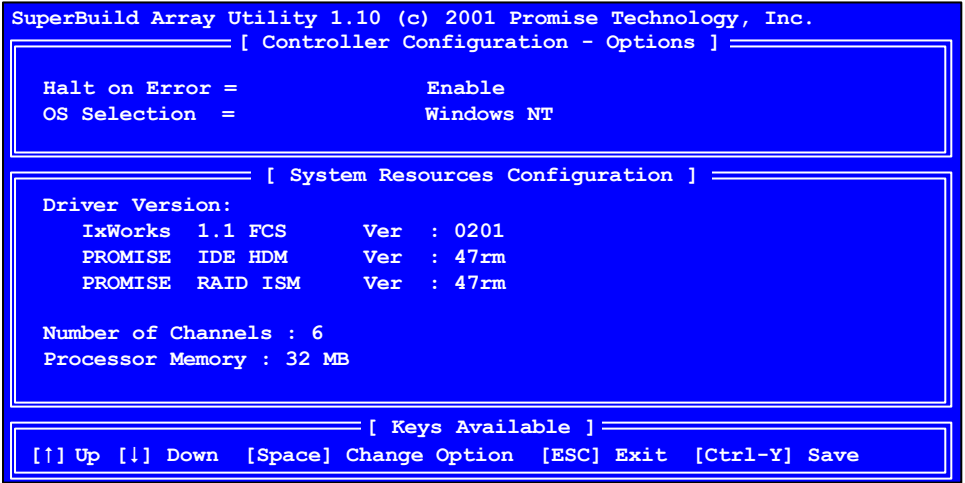 SuperBuild Array Utility 1.10 (c) 2001 Promise Technology, Inc.
[ Controller Configuration - Options ]
Halt on Error = Enable
OS Selection = Windows NT
[ System Resources Configuration ]
Driver Version:
IxWorks 1.1 FCS Ver : 0201
PROMISE IDE HDM Ver : 47rm
PROMISE RAID ISM Ver : 47rm
Number of Channels : 6
Processor Memory : 32 MB
[ Keys Available ]
[↑] Up [↓] Down [Space] Change Option [ESC] Exit [Ctrl-Y] Save